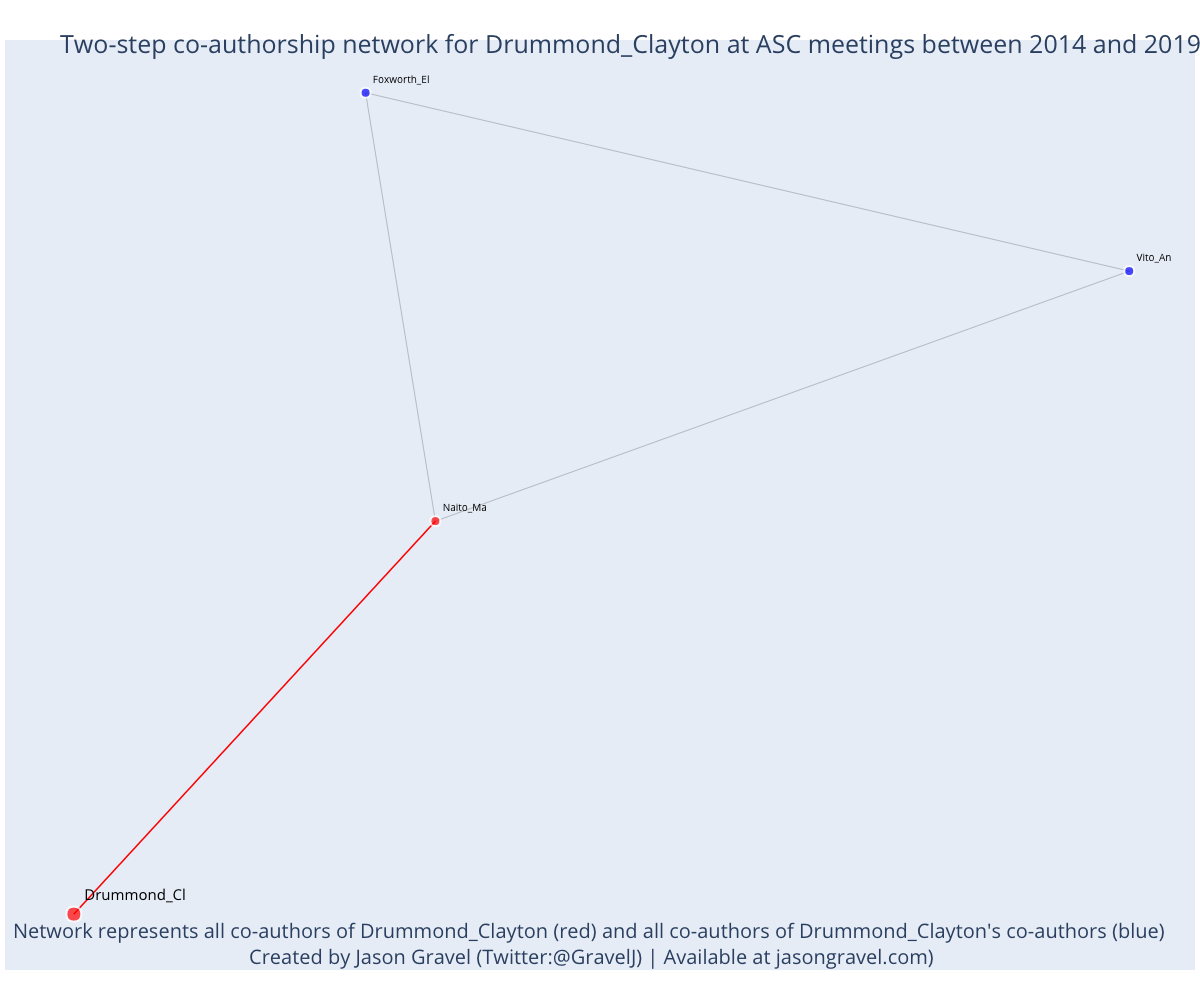 Two-step co-authorship network for Drummond_Clayton at ASC meetings between 2014 and 2019
Foxworth_El
Vito_An
Naito_Ma
Drummond_Cl
Network represents all co-authors of Drummond_Clayton (red) and all co-authors of Drummond_Clayton's co-authors (blue)
Created by Jason Gravel (Twitter:@GravelJ) | Available at jasongravel.com)